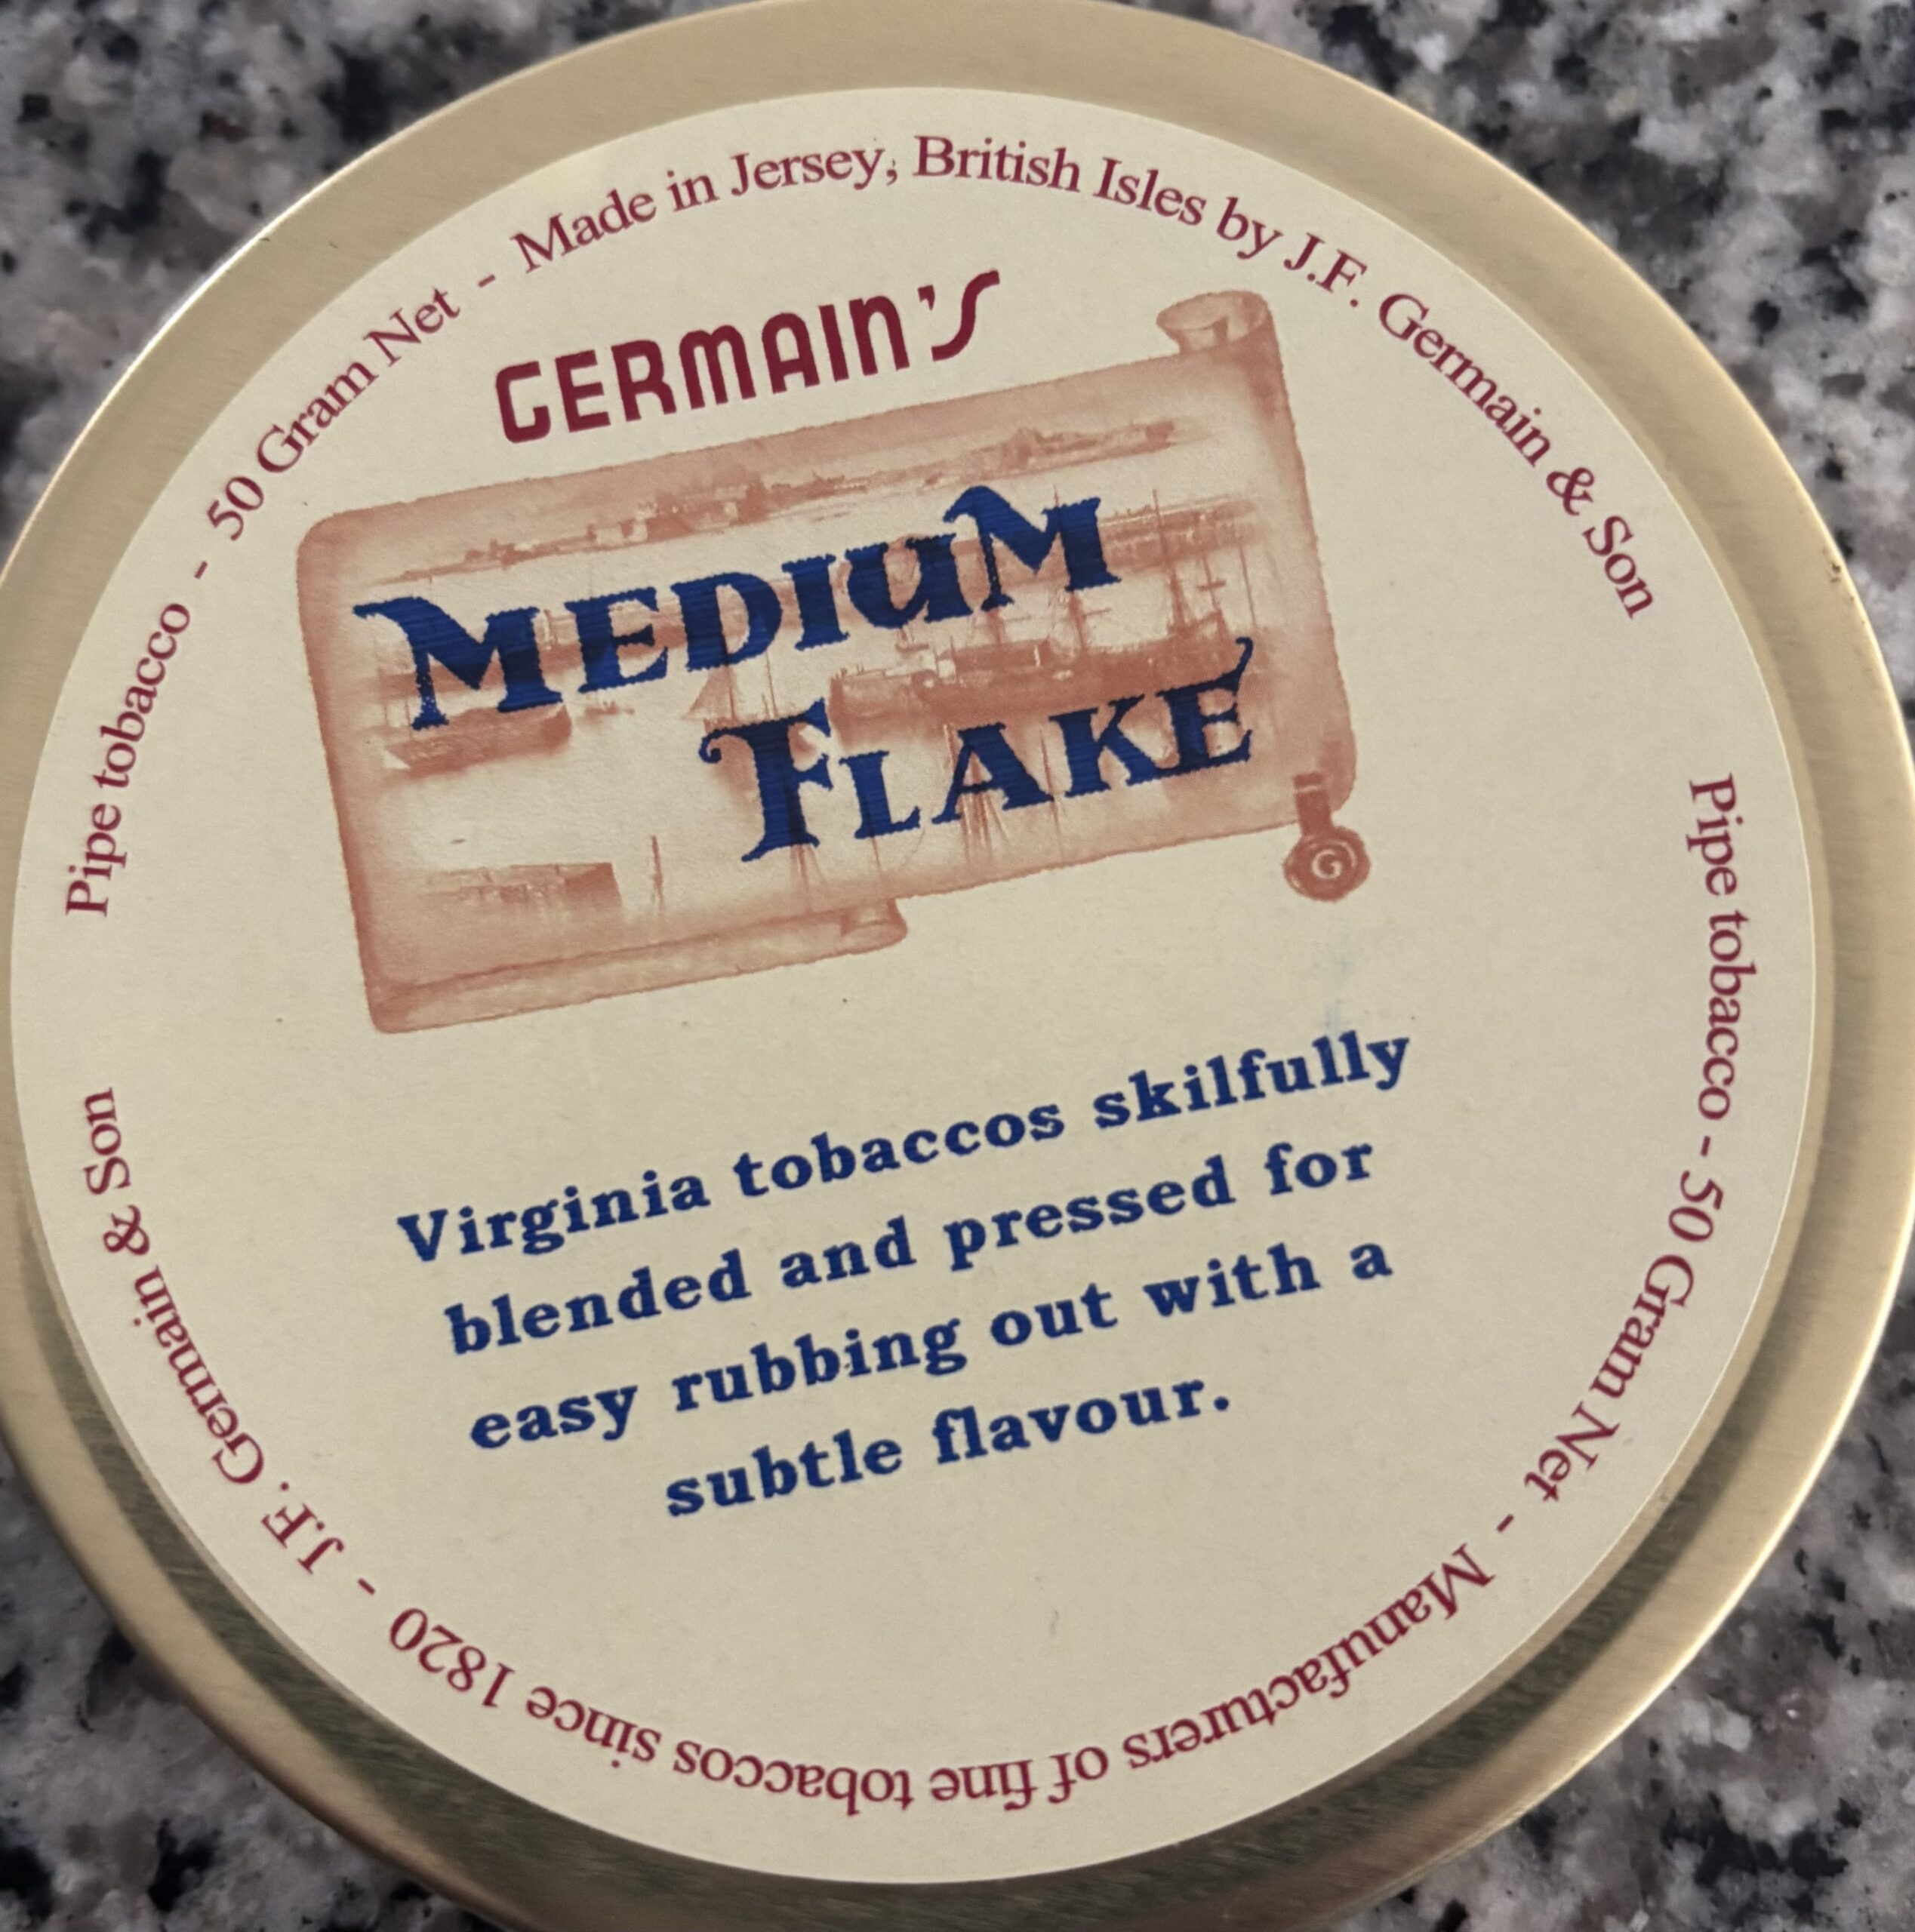 Pipe tobacco - 50 Gram Net - Made in Jersey, British Isles by J.F. Germain & Son
GERMAIN'S
MEDIUM
FLAKE
G
Virginia tobaccos skilfully
blended and pressed for
easy rubbing out with a
subtle flavour.
Pipe tobacco - 50 Gram Net - Manufacturers of fine tobaccos since 1820 - J.F. Germain & Son